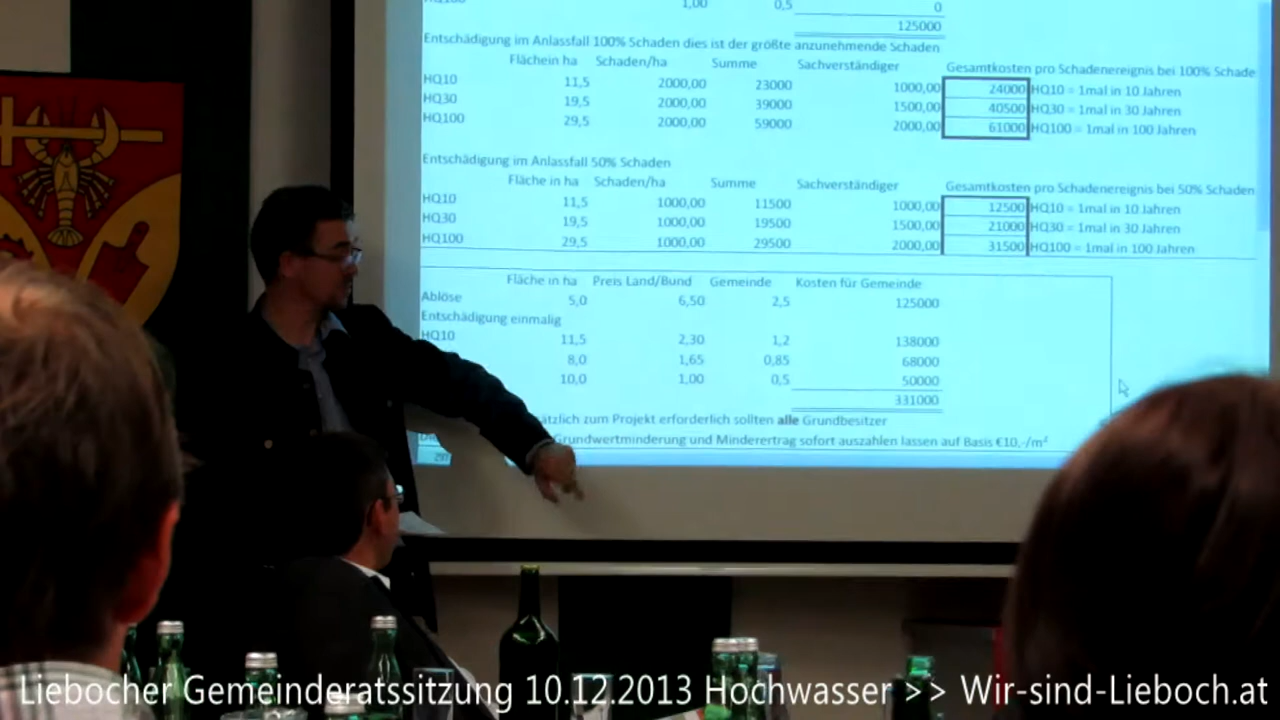 1,00 0,5 0
125000
Entschädigung im Anlassfall 100% Schaden dies ist der größte anzunehmende Schaden
Flächein ha Schaden/ha Summe Sachverständiger Gesamtkosten pro Schadenereignis bei 100% Schade
HQ10 11,5 2000,00 23000 1000,00 24000 HQ10 = 1mal in 10 Jahren
HQ30 19,5 2000,00 39000 1500,00 40500 HQ30 = 1mal in 30 Jahren
HQ100 29,5 2000,00 59000 2000,00 61000 HQ100 = 1mal in 100 Jahren
Entschädigung im Anlassfall 50% Schaden
Fläche in ha Schaden/ha Summe Sachverständiger Gesamtkosten pro Schadenereignis bei 50% Schaden
HQ10 11,5 1000,00 11500 1000,00 12500 HQ10 = 1mal in 10 Jahren
HQ30 19,5 1000,00 19500 1500,00 21000 HQ30 = 1mal in 30 Jahren
HQ100 29,5 1000,00 29500 2000,00 31500 HQ100 = 1mal in 100 Jahren
Fläche in ha Preis Land/Bund Gemeinde Kosten für Gemeinde
Ablöse 5,0 6,50 2,5 125000
Entschädigung einmalig
HQ10 11,5 2,30 1,2 138000
8,0 1,65 0,85 68000
10,0 1,00 0,5 50000
331000
ätzlich zum Projekt erforderlich sollten alle Grundbesitzer
Grundwertminderung und Minderertrag sofort auszahlen lassen auf Basis €10,-/m²
Liebocher Gemeinderatssitzung 10.12.2013 Hochwasser >> Wir-sind-Lieboch.at